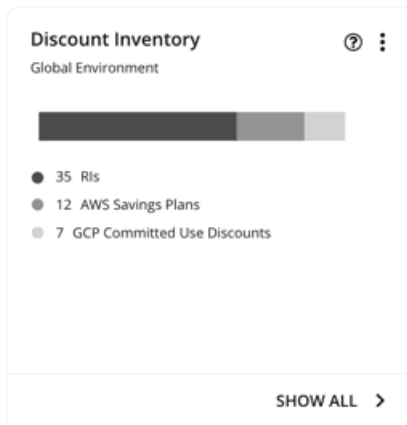 Discount Inventory
Global Environment
35 RIs
12 AWS Savings Plans
7 GCP Committed Use Discounts
SHOW ALL